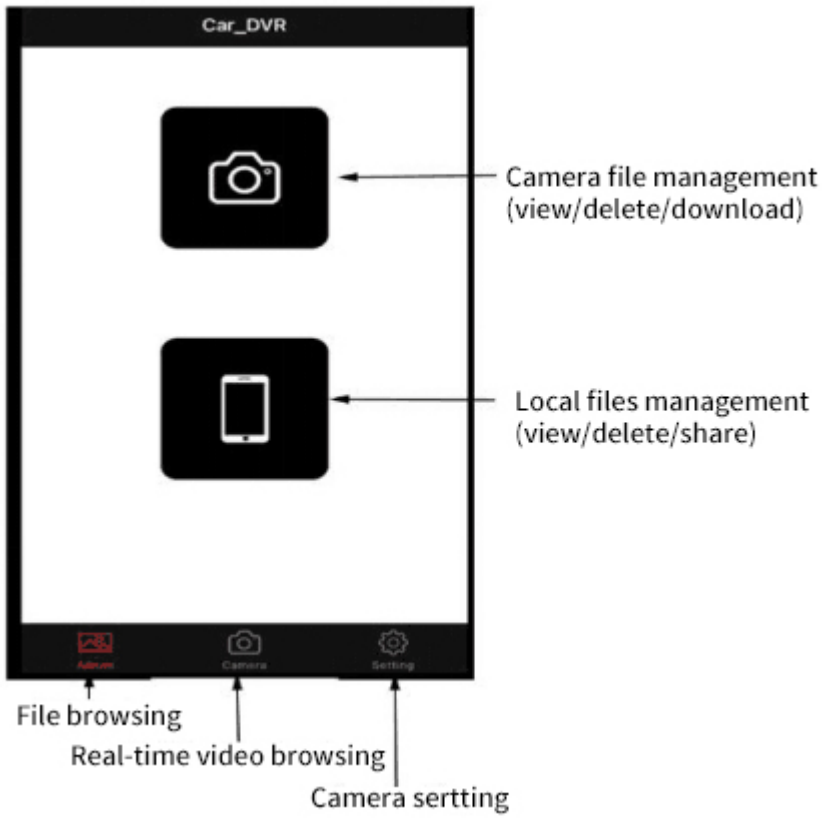 Car_DVR
Camera file management
(view/delete/download)
Local files management
(view/delete/share)
Camera
Setting
File browsing
Real-time video browsing
Camera sertting